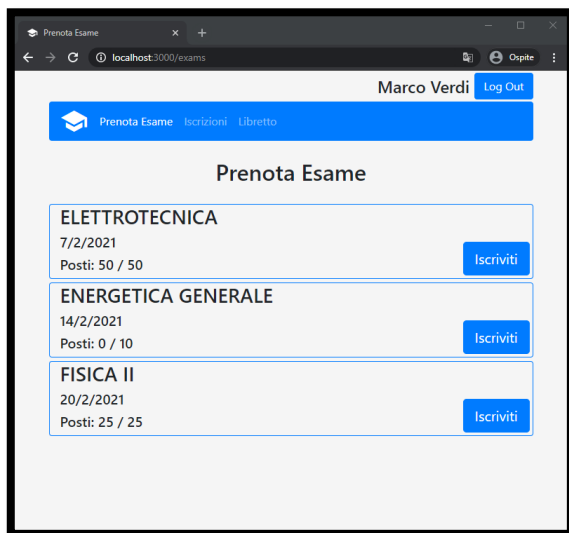 Prenota Esame
localhost:3000/exams
Ospite
Marco Verdi Log Out
Prenota Esame Iscrizioni Libretto
Prenota Esame
ELETTROTECNICA
7/2/2021
Posti: 50 / 50
Iscriviti
ENERGETICA GENERALE
14/2/2021
Posti: 0 / 10
Iscriviti
FISICA II
20/2/2021
Posti: 25 / 25
Iscriviti